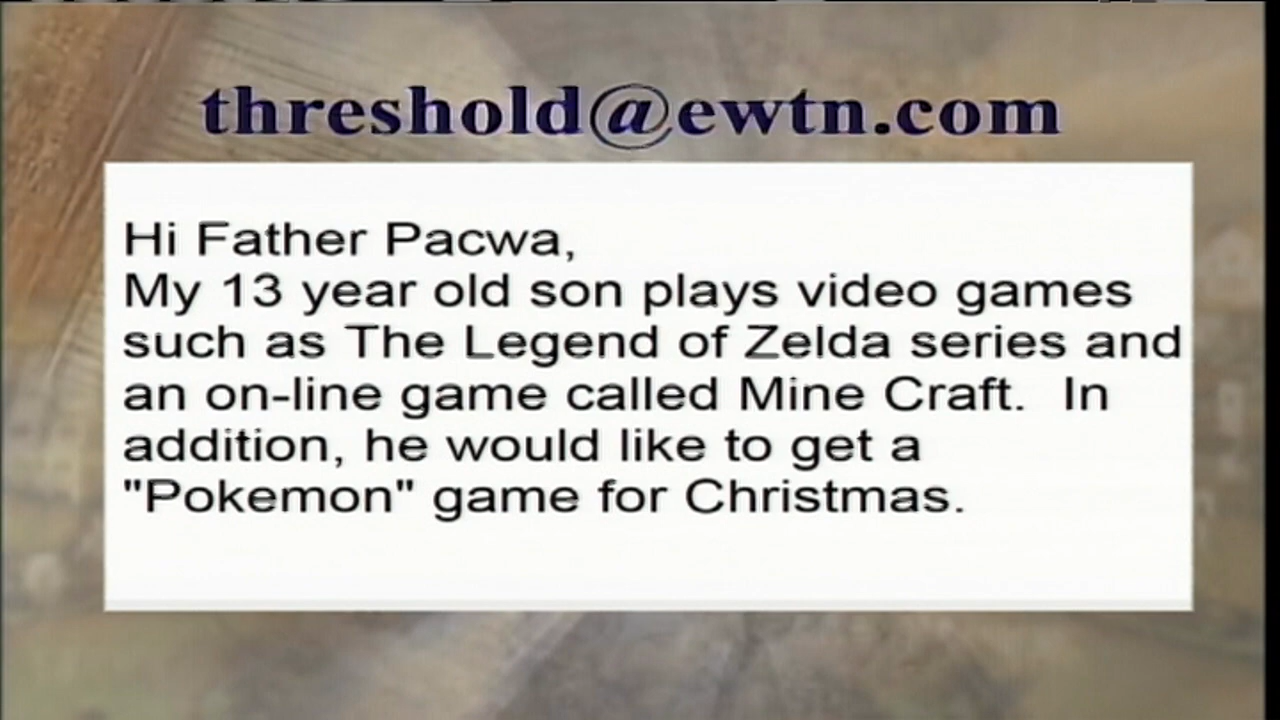 threshold@ewtn.com
Hi Father Pacwa,
My 13 year old son plays video games
such as The Legend of Zelda series and
an on-line game called Mine Craft.  In
addition, he would like to get a
"Pokemon" game for Christmas.